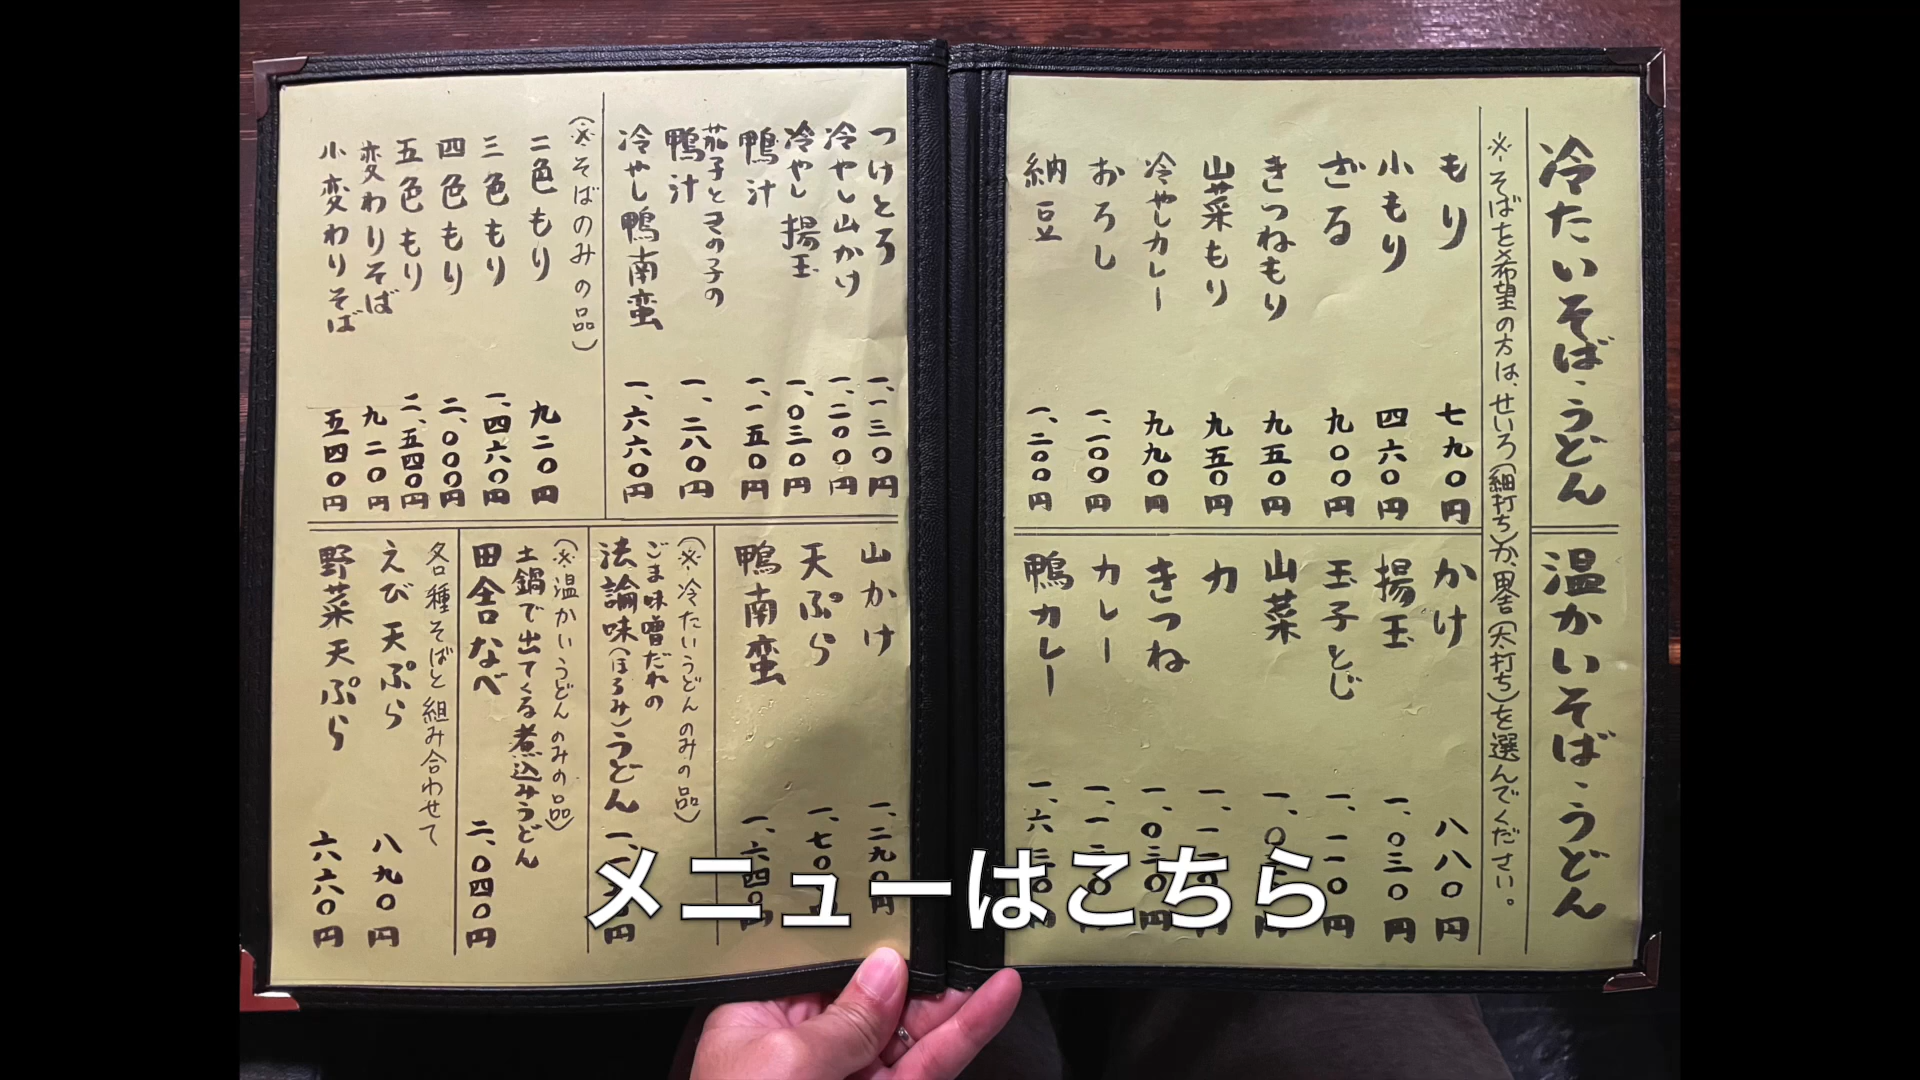 冷たいそば・うどん
※そばを希望の方は、せいろ(細打ち)か、田舎(太打ち)を選んでください。
もり 七九〇円
小もり 四六〇円
ざる 九〇〇円
きつねもり 九五〇円
山菜もり 九五〇円
冷やしカレー 九九〇円
おろし
納豆 一、二〇〇円
温かいそば・うどん
かけ 八八〇円
揚玉 一、〇三〇円
玉子とじ 一、一一〇円
山菜
力
きつね 一、〇三〇円
カレー
鴨カレー
つけとろ 一、一三〇円
冷やし山かけ 一、二〇〇円
冷やし揚玉 一、〇三〇円
鴨汁 一、一五〇円
茄子ときの子の
鴨汁 一、二八〇円
冷やし鴨南蛮 一、六六〇円
(※そばのみの品)
二色もり 九二〇円
三色もり 一、四六〇円
四色もり 二、〇〇〇円
五色もり 二、五四〇円
変わりそば 九二〇円
小変わりそば 五四〇円
山かけ 一、二九〇円
天ぷら
鴨南蛮 一、六四〇円
(※冷たいうどんのみの品)
ごま味噌だれの
法論味(ほろみ)うどん
(※温かいうどんのみの品)
土鍋で出てくる煮込みうどん
田舎なべ 二、〇四〇円
各種そばと組み合わせて
えび天ぷら 八九〇円
野菜天ぷら 六六〇円
メニューはこちら